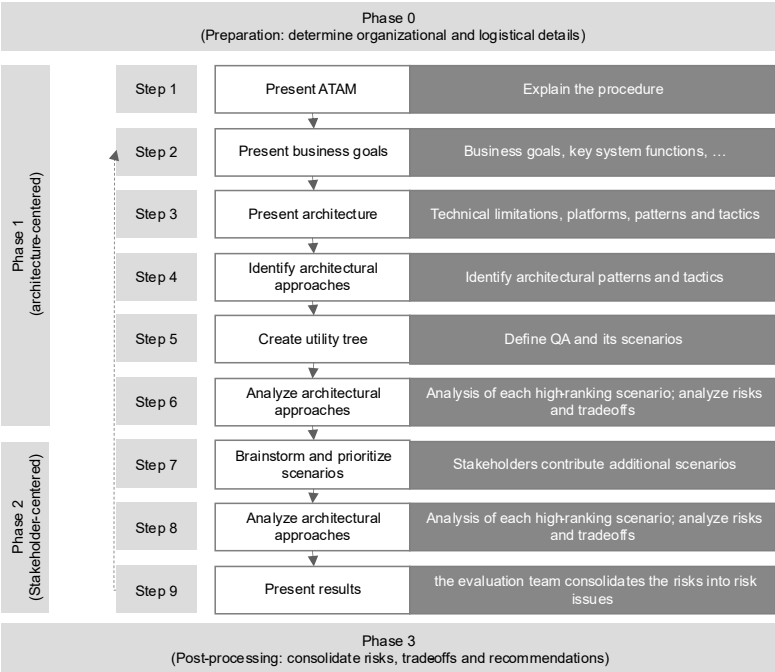 Phase 0
(Preparation: determine organizational and logistical details)
Phase 1
(architecture-centered)
Step 1
Present ATAM
Explain the procedure
Step 2
Present business goals
Business goals, key system functions, …
Step 3
Present architecture
Technical limitations, platforms, patterns and tactics
Step 4
Identify architectural
approaches
Identify architectural patterns and tactics
Step 5
Create utility tree
Define QA and its scenarios
Step 6
Analyze architectural
approaches
Analysis of each high-ranking scenario; analyze risks
and tradeoffs
Phase 2
(Stakeholder-centered)
Step 7
Brainstorm and prioritize
scenarios
Stakeholders contribute additional scenarios
Step 8
Analyze architectural
approaches
Analysis of each high-ranking scenario; analyze risks
and tradeoffs
Step 9
Present results
the evaluation team consolidates the risks into risk
issues
Phase 3
(Post-processing: consolidate risks, tradeoffs and recommendations)